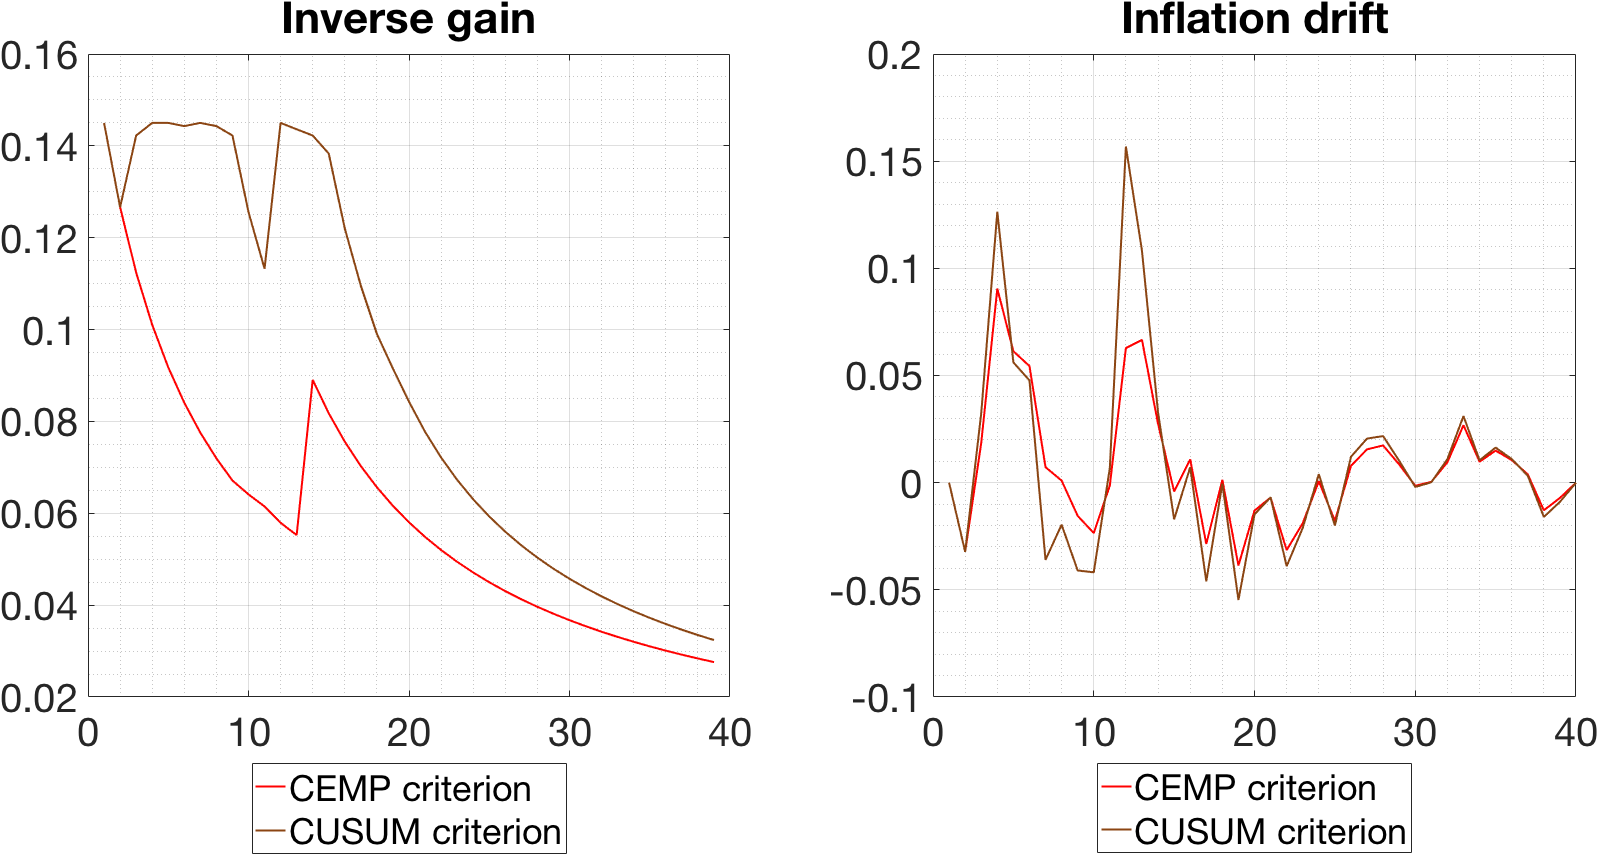 Inverse gain
0.16
0.14
0.12
0.1
0.08
0.06
0.04
0.02
0 10 20 30 40
CEMP criterion
CUSUM criterion
Inflation drift
0.2
0.15
0.1
0.05
0
-0.05
-0.1
0 10 20 30 40
CEMP criterion
CUSUM criterion